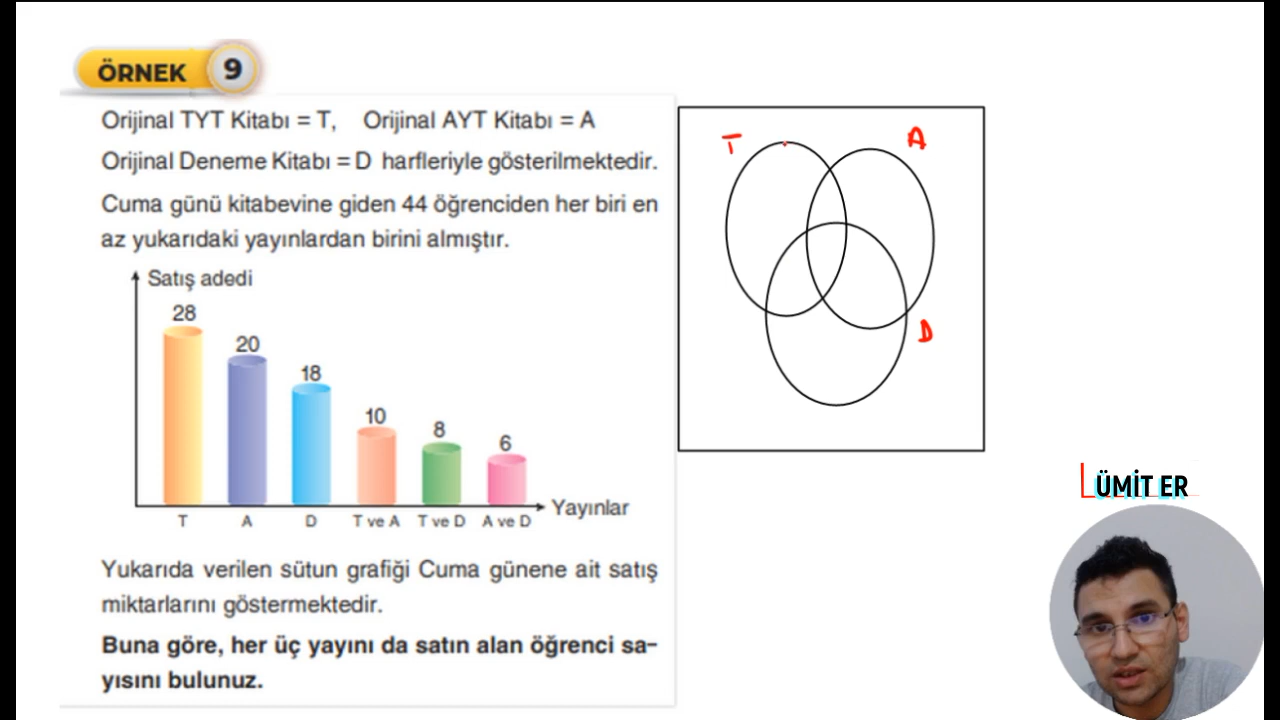 ÖRNEK 9
Orijinal TYT Kitabı = T, Orijinal AYT Kitabı = A
Orijinal Deneme Kitabı = D harfleriyle gösterilmektedir.
Cuma günü kitabevine giden 44 öğrenciden her biri en
az yukarıdaki yayınlardan birini almıştır.
Satış adedi
28
20
18
10
8
6
Yayınlar
T A D T ve A T ve D A ve D
Yukarıda verilen sütun grafiği Cuma günene ait satış
miktarlarını göstermektedir.
Buna göre, her üç yayını da satın alan öğrenci sa-
yısını bulunuz.
T
A
D
ÜMİT ER